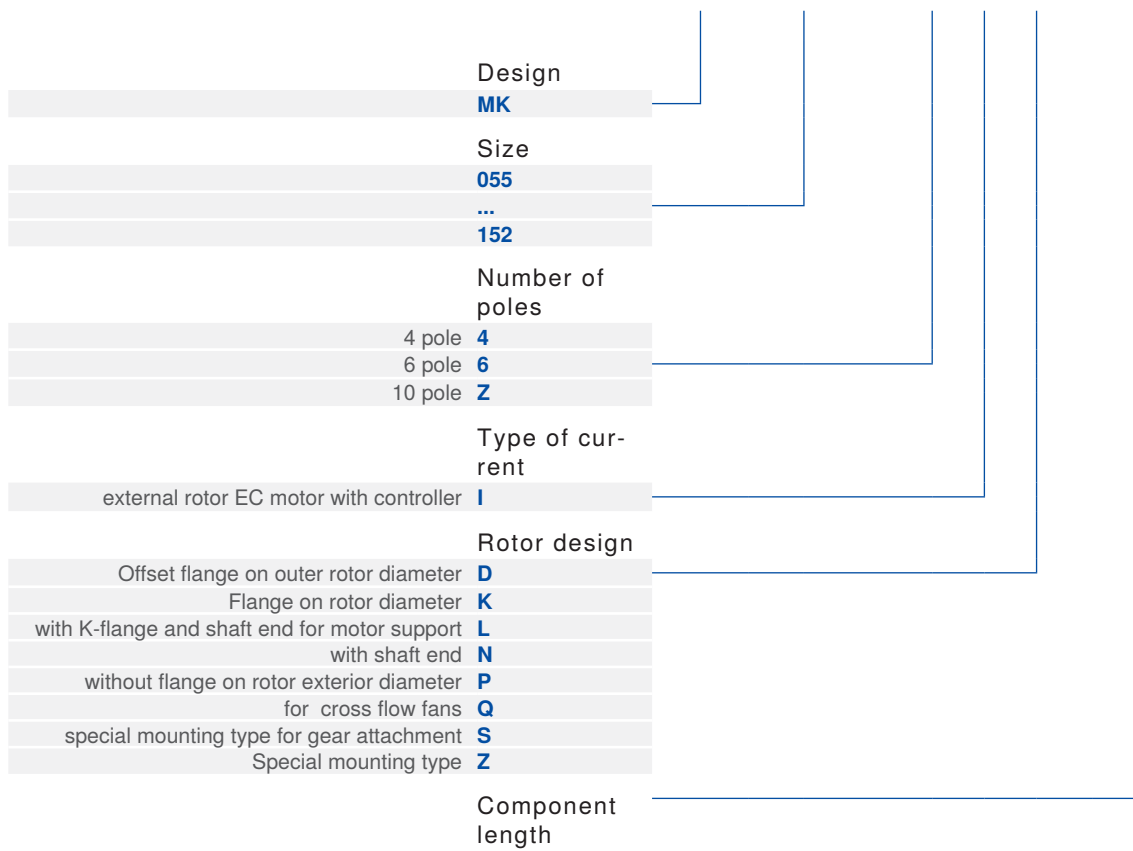 Design
MK
Size
055
...
152
Number of
poles
4 pole 4
6 pole 6
10 pole Z
Type of cur-
rent
external rotor EC motor with controller I
Rotor design
Offset flange on outer rotor diameter D
Flange on rotor diameter K
with K-flange and shaft end for motor support L
with shaft end N
without flange on rotor exterior diameter P
for cross flow fans Q
special mounting type for gear attachment S
Special mounting type Z
Component
length